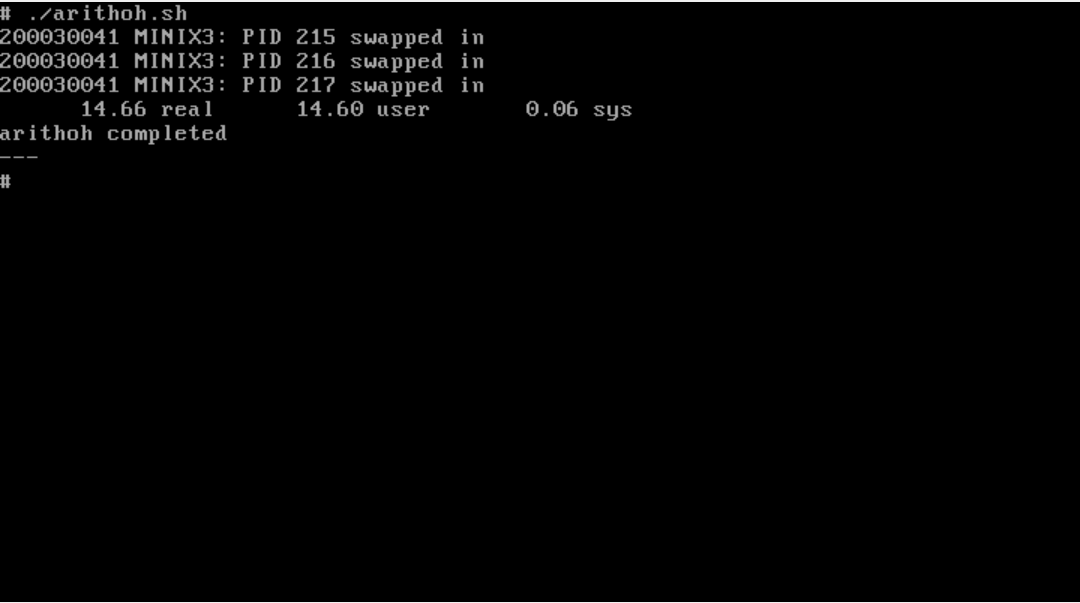 # ./arithoh.sh
200030041 MINIX3: PID 215 swapped in
200030041 MINIX3: PID 216 swapped in
200030041 MINIX3: PID 217 swapped in
14.66 real 14.60 user 0.06 sys
arithoh completed
---
#